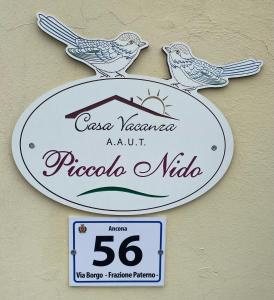 Casa Vacanza
A.A.U.T.
Piccolo Nido
Ancona
56
Via Borgo - Frazione Paterno -